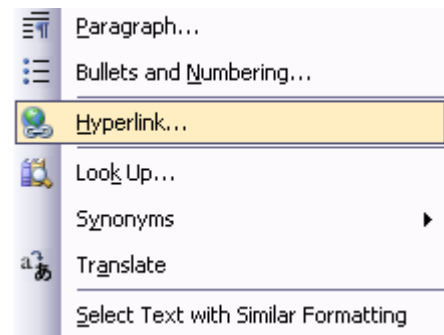 Paragraph...
Bullets and Numbering...
Hyperlink...
Look Up...
Synonyms
Translate
Select Text with Similar Formatting